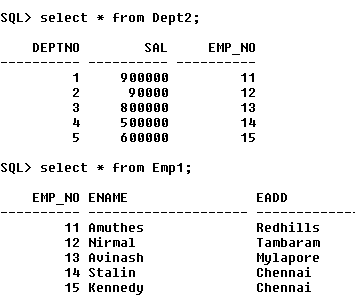 SQL> select * from Dept2;
DEPTNO SAL EMP_NO
---------- ---------- ----------
1 900000 11
2 90000 12
3 800000 13
4 500000 14
5 600000 15
SQL> select * from Emp1;
EMP_NO ENAME EADD
---------- -------------------- ----------
11 Amuthes Redhills
12 Nirmal Tambaram
13 Avinash Mylapore
14 Stalin Chennai
15 Kennedy Chennai